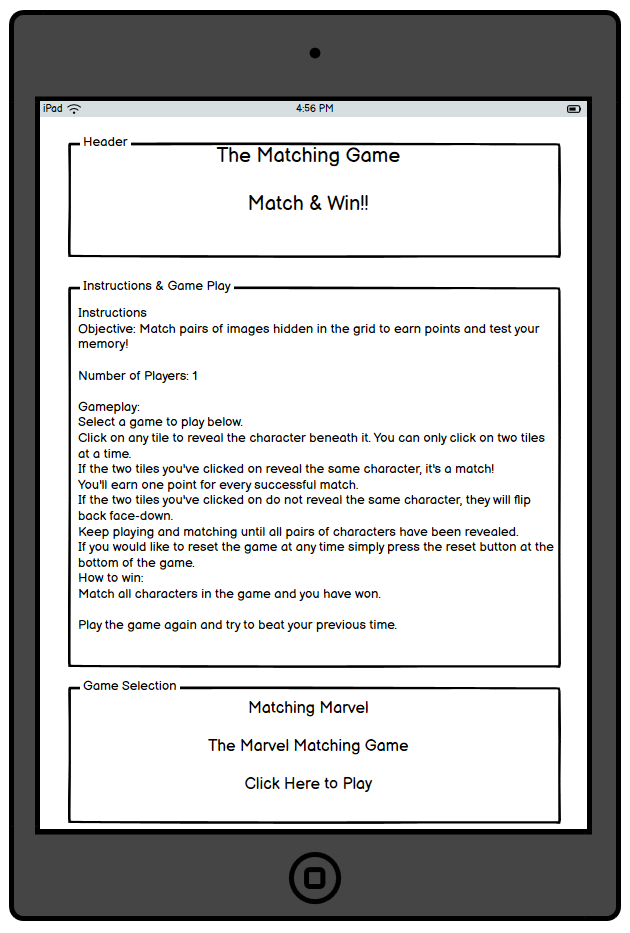 iPad
4:56 PM
Header
The Matching Game
Match & Win!!
Instructions & Game Play
Instructions
Objective: Match pairs of images hidden in the grid to earn points and test your
memory!
Number of Players: 1
Gameplay:
Select a game to play below.
Click on any tile to reveal the character beneath it. You can only click on two tiles
at a time.
If the two tiles you've clicked on reveal the same character, it's a match!
You'll earn one point for every successful match.
If the two tiles you've clicked on do not reveal the same character, they will flip
back face-down.
Keep playing and matching until all pairs of characters have been revealed.
If you would like to reset the game at any time simply press the reset button at the
bottom of the game.
How to win:
Match all characters in the game and you have won.
Play the game again and try to beat your previous time.
Game Selection
Matching Marvel
The Marvel Matching Game
Click Here to Play